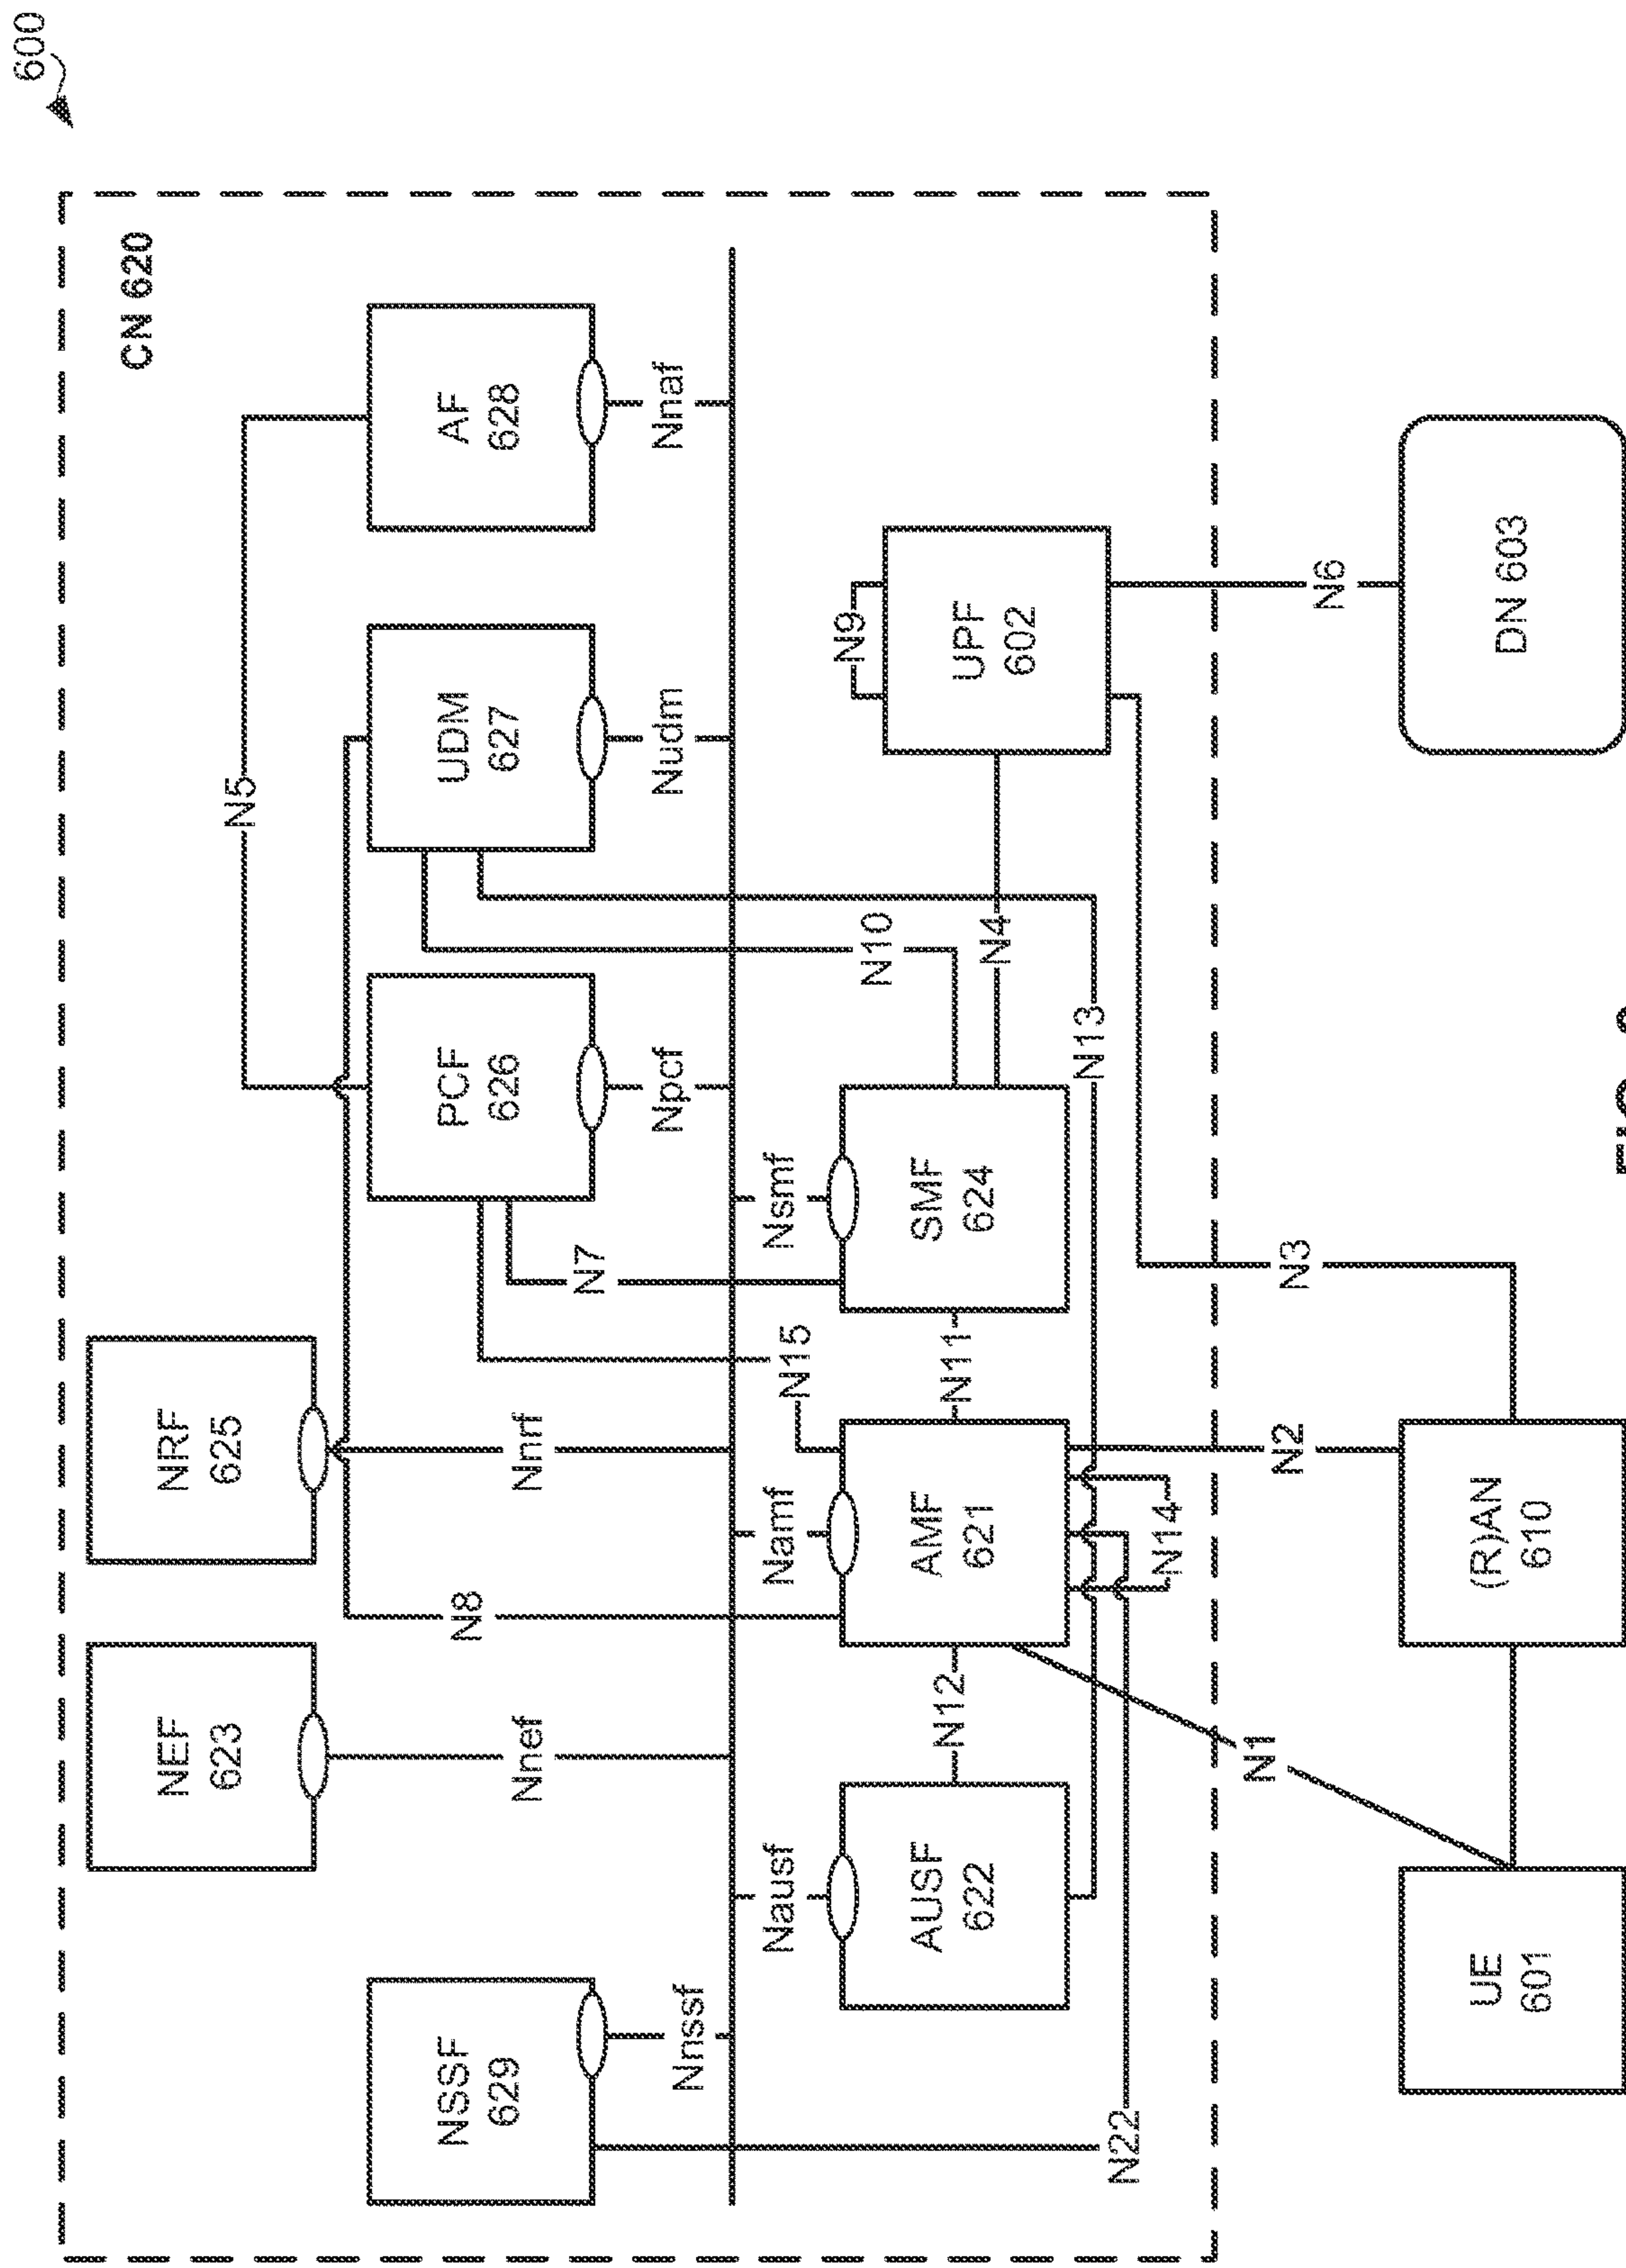 600
CN 620
NEF
623
NRF
625
N5
N8
NSSF
629
PCF
626
UDM
627
AF
628
Nnef
Nnrf
N7
Nnssf
Npcf
Nudm
Nnaf
Nausf
Namf
N15
Nsmf
N10
N9
AUSF
622
N12
AMF
621
N11
SMF
624
N4
UPF
602
N13
N22
N14
N1
N2
N3
N6
UE
601
(R)AN
610
DN 603